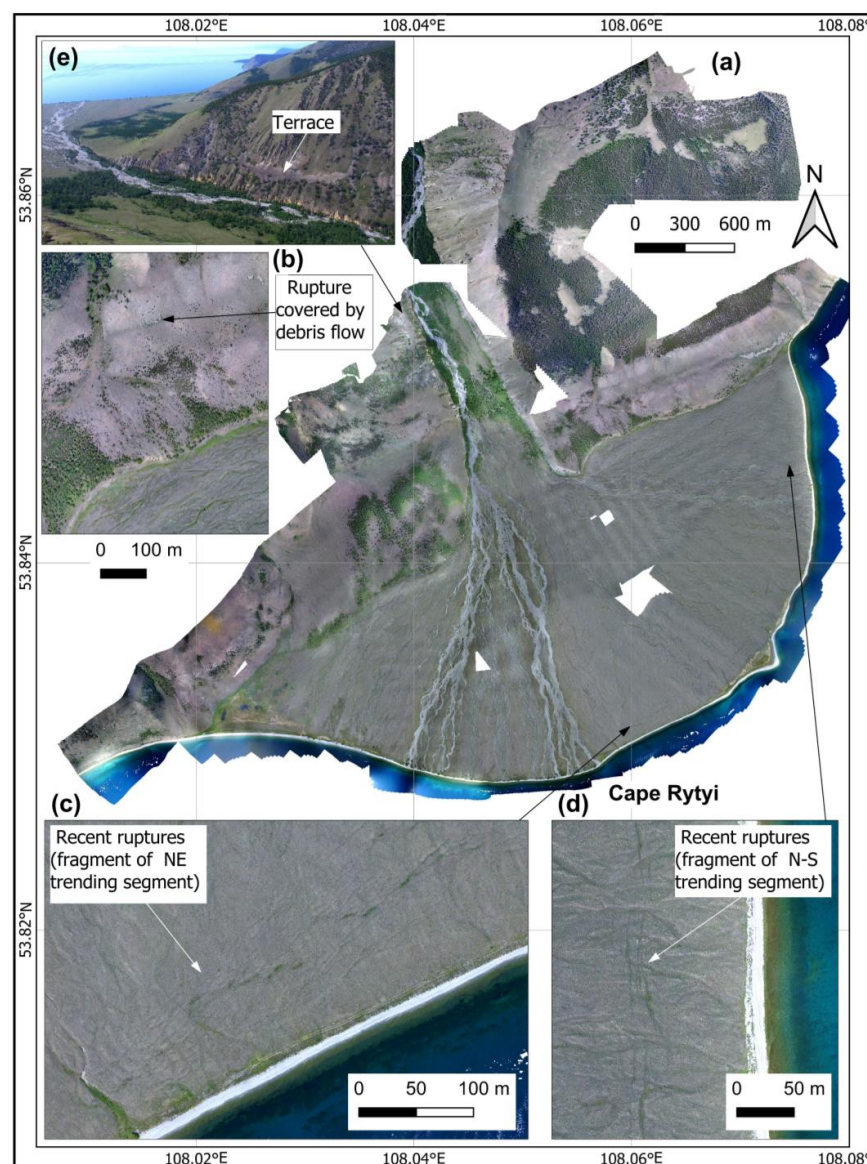 108.02°E
108.04°E
108.06°E
108.08°E
(e)
Terrace
(a)
N
0 300 600 m
53.86°N
(b)
Rupture
covered by
debris flow
0 100 m
53.84°N
Cape Rytyi
(c)
Recent ruptures
(fragment of NE
trending segment)
(d)
Recent ruptures
(fragment of N-S
trending segment)
53.82°N
0 50 100 m
0 50 m
108.02°E
108.04°E
108.06°E
108.08°E